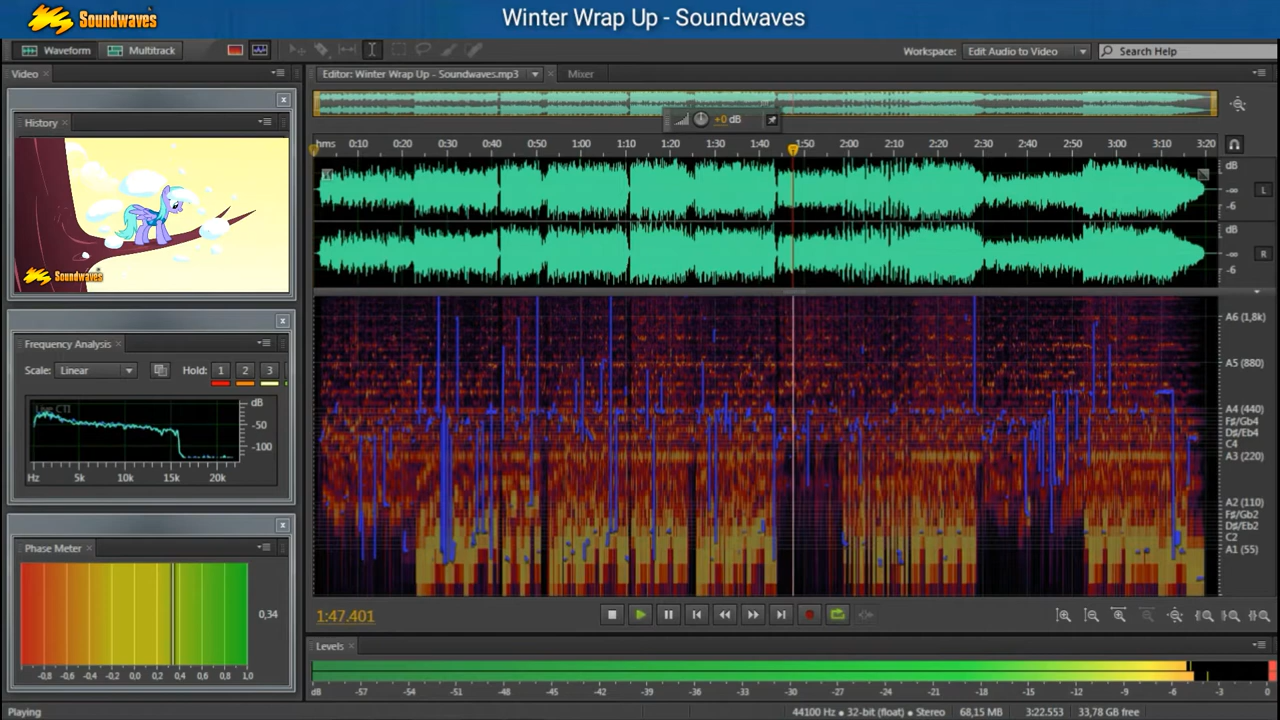 Soundwaves
Winter Wrap Up - Soundwaves
Waveform
Multitrack
Workspace: Edit Audio to Video
Search Help
Video
Editor: Winter Wrap Up - Soundwaves.mp3
Mixer
History
Soundwaves
+0 dB
hms 0:10 0:20 0:30 0:40 0:50 1:00 1:10 1:20 1:30 1:40 2:00 2:10 2:20 2:30 2:40 2:50 3:00 3:10 3:20
dB
-∞ L
-6
dB
-∞ R
-6
A6 (1,8k)
A5 (880)
A4 (440)
F♯/Gb4
D♯/Eb4
C4
A3 (220)
A2 (110)
F♯/Gb2
D♯/Eb2
C2
A1 (55)
Frequency Analysis
Scale: Linear Hold: 1 2 3
Live CTI
dB
-50
-100
Hz 5k 10k 15k 20k
Phase Meter
0,34
-0,8 -0,6 -0,4 -0,2 0,0 0,2 0,4 0,6 0,8 1,0
1:47.401
Levels
dB -57 -54 -51 -48 -45 -42 -39 -36 -33 -30 -27 -24 -21 -18 -15 -12 -9 -6 -3 0
Playing
44100 Hz • 32-bit (float) • Stereo 68,15 MB 3:22.553 33,78 GB free